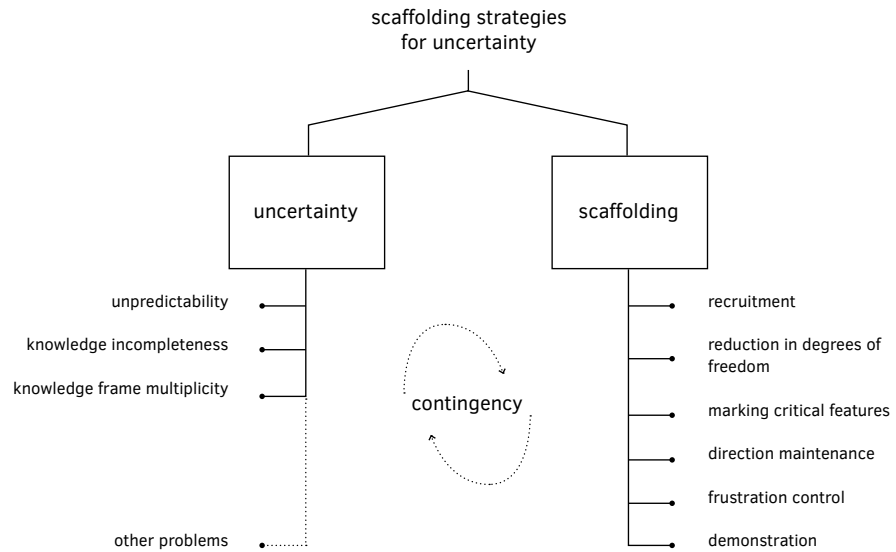 scaffolding strategies
for uncertainty
uncertainty
scaffolding
unpredictability
knowledge incompleteness
knowledge frame multiplicity
other problems
contingency
recruitment
reduction in degrees of
freedom
marking critical features
direction maintenance
frustration control
demonstration